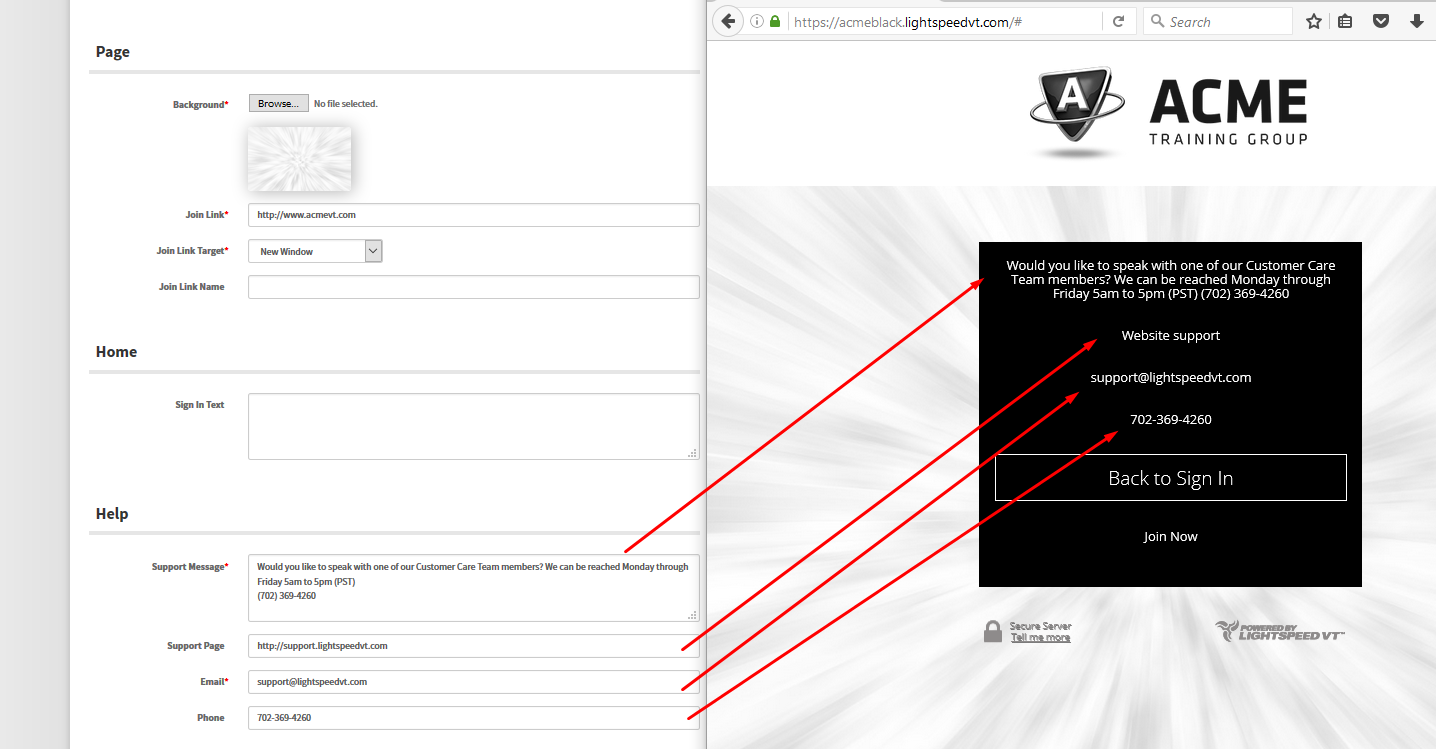 Page
Background*
Browse... No file selected.
Join Link*
http://www.acmevt.com
Join Link Target*
New Window
Join Link Name
Home
Sign In Text
Help
Support Message*
Would you like to speak with one of our Customer Care Team members? We can be reached Monday through
Friday 5am to 5pm (PST)
(702) 369-4260
Support Page
http://support.lightspeedvt.com
Email*
support@lightspeedvt.com
Phone
702-369-4260
https://acmeblack.lightspeedvt.com/#
Search
A
ACME
TRAINING GROUP
Would you like to speak with one of our Customer Care
Team members? We can be reached Monday through
Friday 5am to 5pm (PST) (702) 369-4260
Website support
support@lightspeedvt.com
702-369-4260
Back to Sign In
Join Now
Secure Server
Tell me more
POWERED BY
LIGHTSPEED VT™